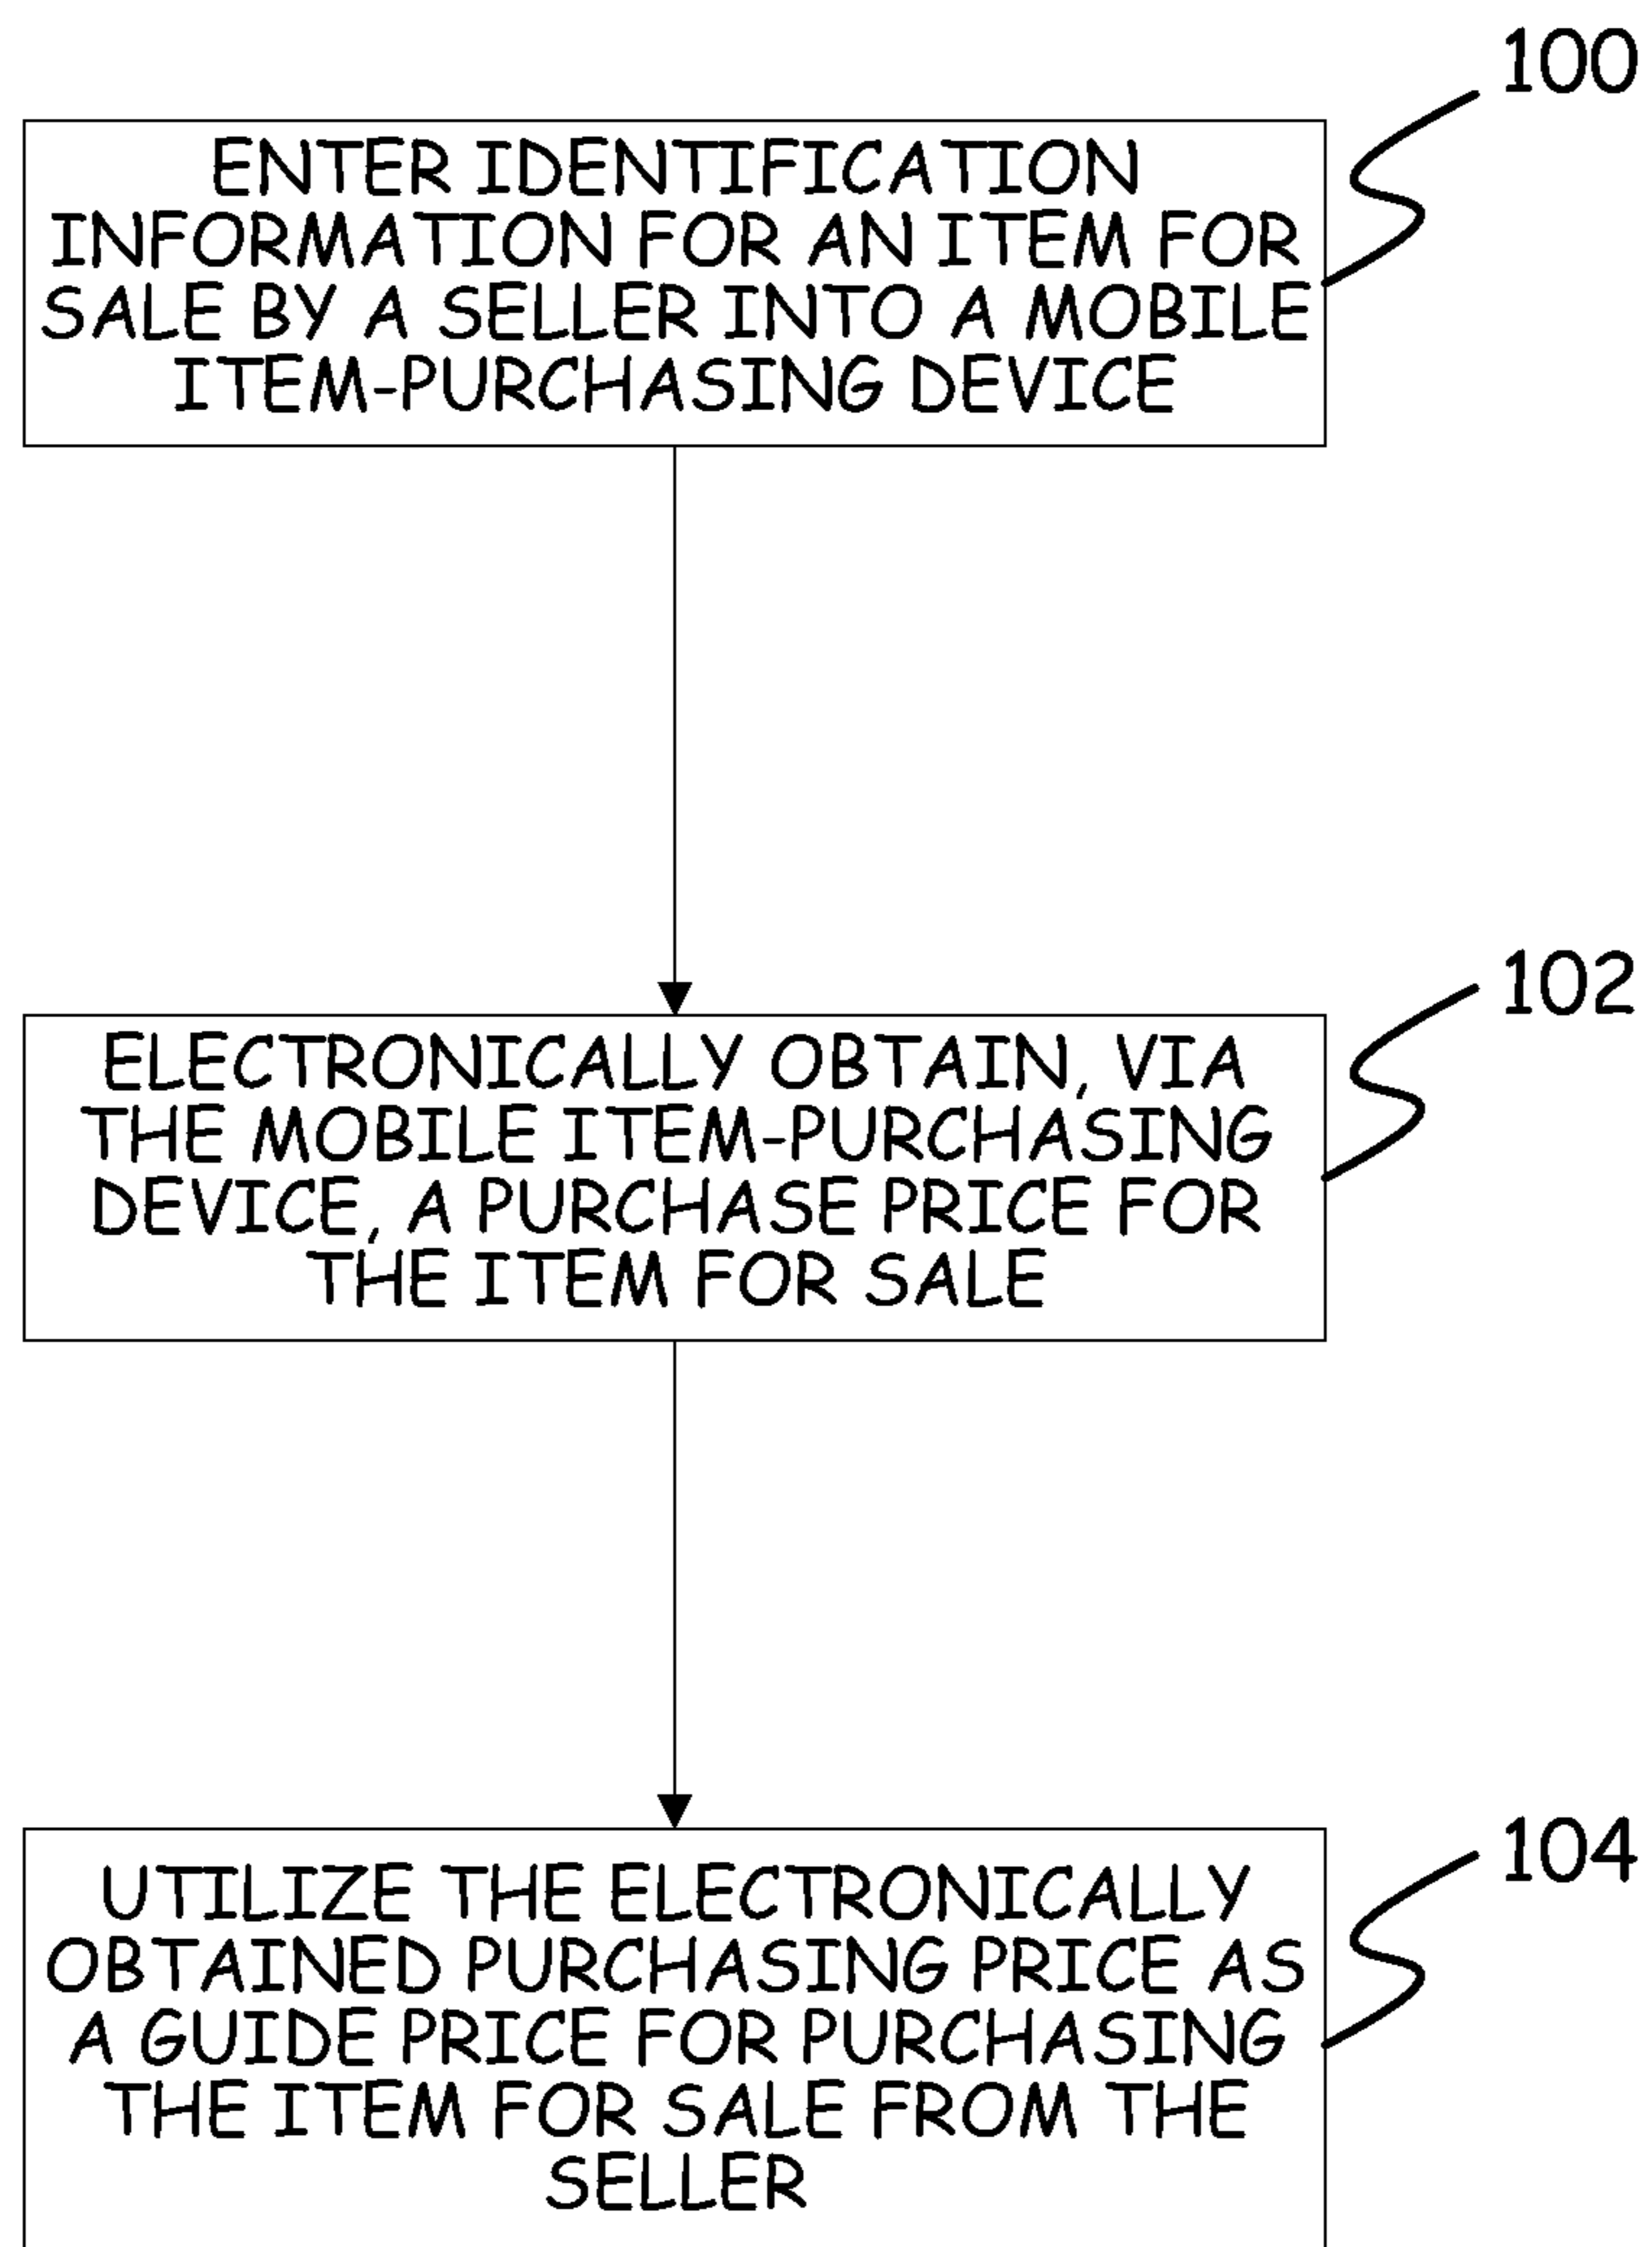 100
ENTER IDENTIFICATION
INFORMATION FOR AN ITEM FOR
SALE BY A SELLER INTO A MOBILE
ITEM-PURCHASING DEVICE
102
ELECTRONICALLY OBTAIN, VIA
THE MOBILE ITEM-PURCHASING
DEVICE, A PURCHASE PRICE FOR
THE ITEM FOR SALE
104
UTILIZE THE ELECTRONICALLY
OBTAINED PURCHASING PRICE AS
A GUIDE PRICE FOR PURCHASING
THE ITEM FOR SALE FROM THE
SELLER